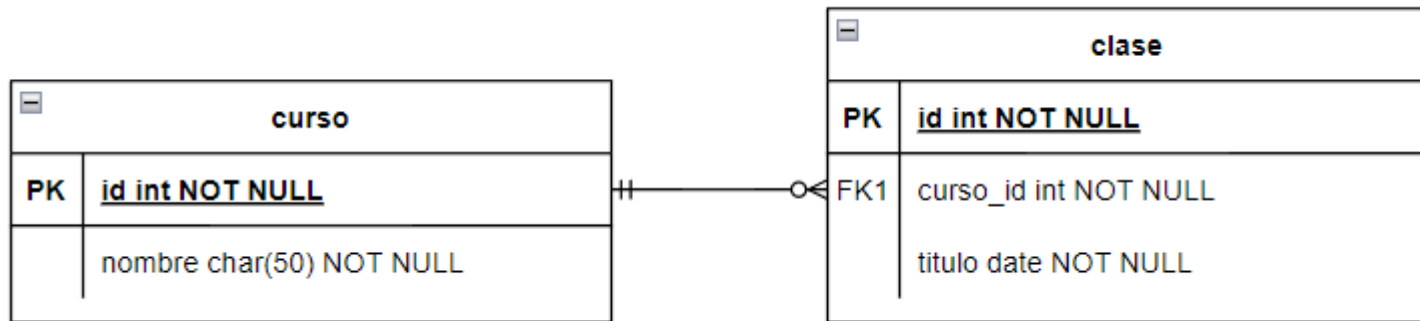 curso
PK id int NOT NULL
nombre char(50) NOT NULL
clase
PK id int NOT NULL
FK1 curso_id int NOT NULL
titulo date NOT NULL